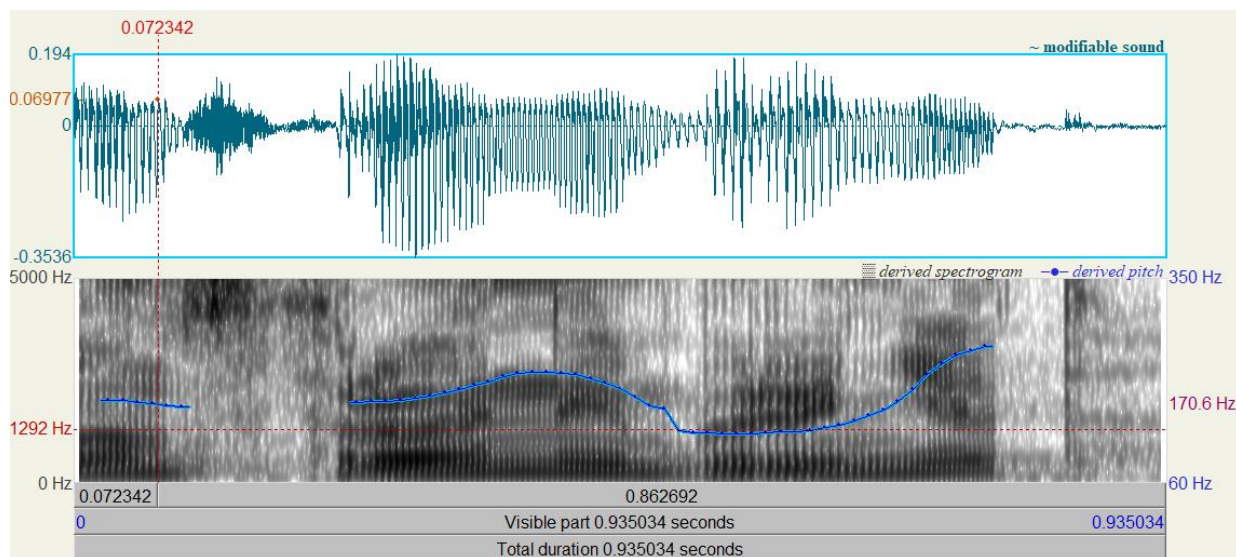 0.072342
0.194
~ modifiable sound
0.06977
0
-0.3536
5000 Hz
derived spectrogram
derived pitch
350 Hz
170.6 Hz
1292 Hz
0 Hz
60 Hz
0.072342
0.862692
0
Visible part 0.935034 seconds
0.935034
Total duration 0.935034 seconds